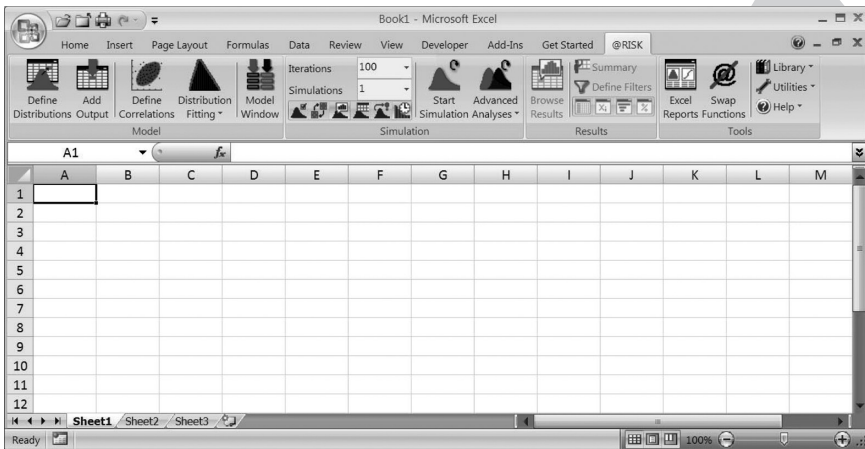 Book1 - Microsoft Excel
Home Insert Page Layout Formulas Data Review View Developer Add-Ins Get Started @RISK
Iterations 100
Simulations 1
Define Distributions
Add Output
Define Correlations
Distribution Fitting
Model Window
Start Simulation
Advanced Analyses
Browse Results
Summary
Define Filters
Excel Reports
Swap Functions
Library
Utilities
Help
Model Simulation Results Tools
A1 fx
A B C D E F G H I J K L M
1
2
3
4
5
6
7
8
9
10
11
12
Sheet1 Sheet2 Sheet3
Ready 100%